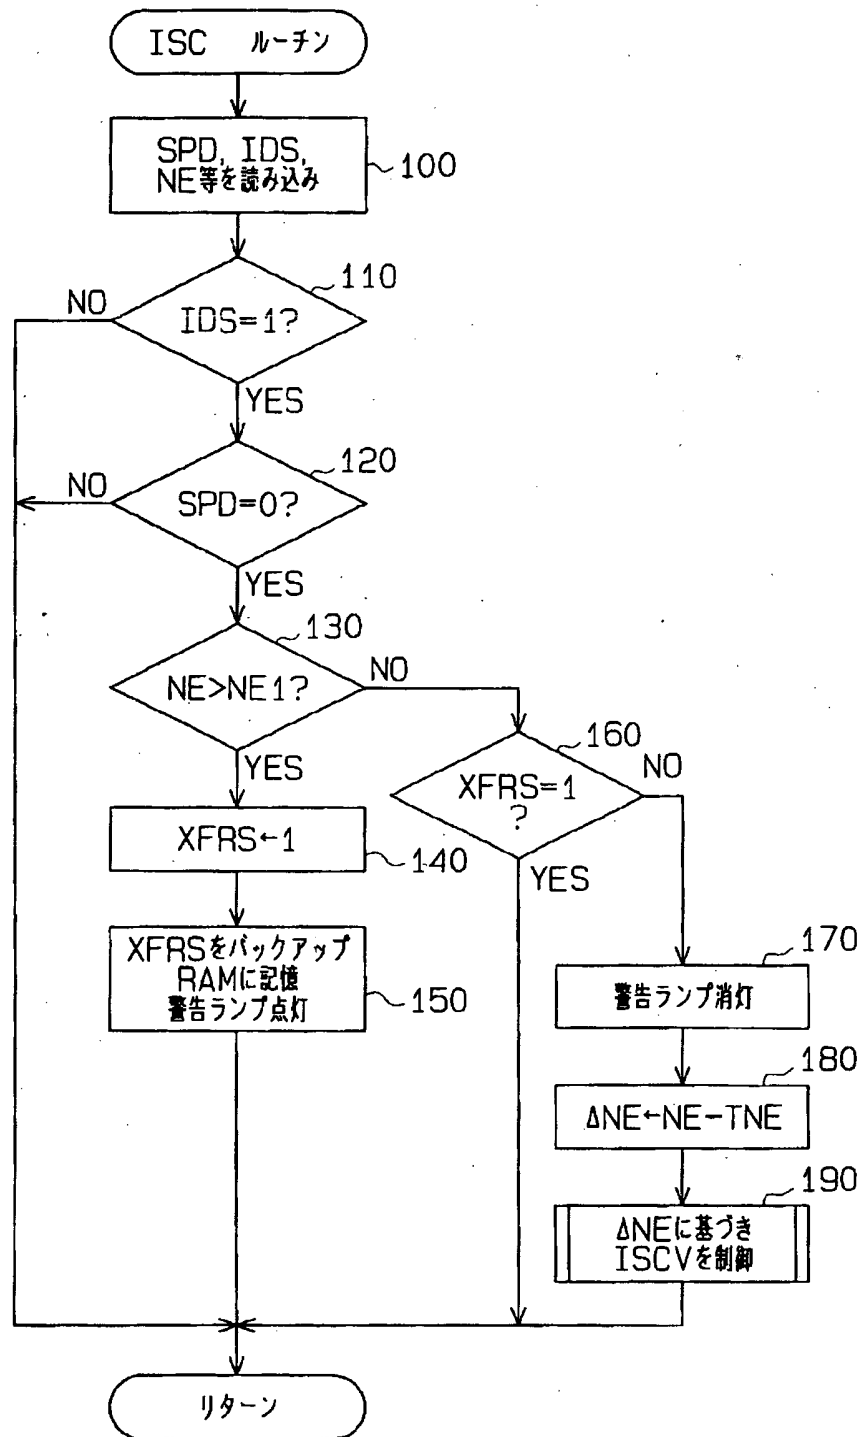 ISC ルーチン
SPD, IDS,
NE等を読み込み
100
110
NO
IDS=1?
YES
120
NO
SPD=0?
YES
130
NO
NE>NE1?
YES
160
NO
XFRS=1
?
YES
XFRS←1
140
XFRSをバックアップ
RAMに記憶
警告ランプ点灯
150
170
警告ランプ消灯
180
ΔNE←NE-TNE
190
ΔNEに基づき
ISCVを制御
リターン